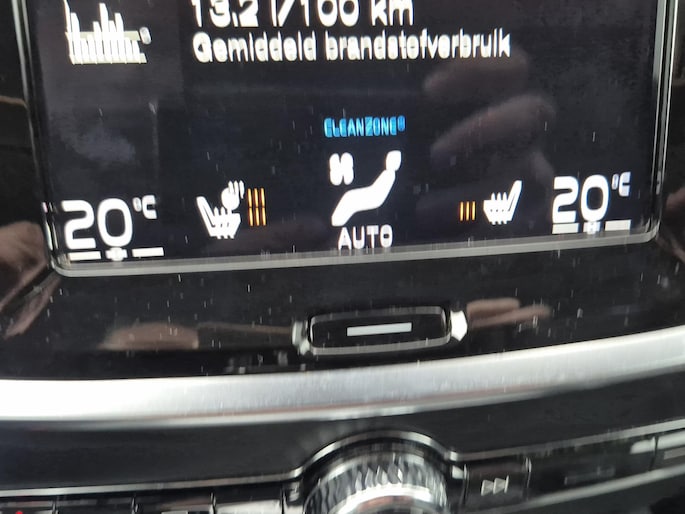 13.2 l/100 km
Gemiddeld brandstofverbruik
CLEANZONE®
20°C
20°C
AUTO